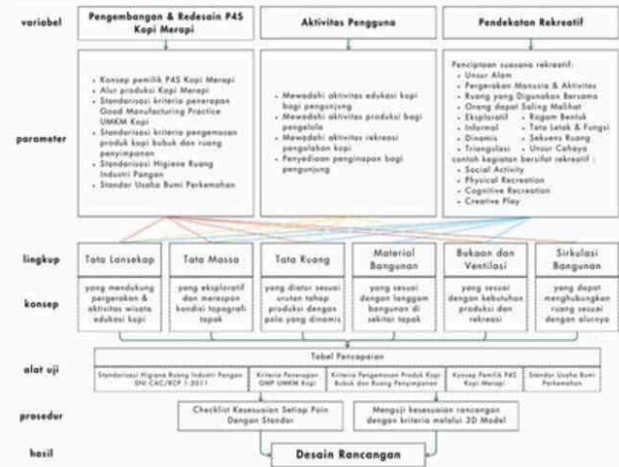 variabel
Pengembangan & Redesain P4S
Kopi Merapi
Aktivitas Pengguna
Pendekatan Rekreatif
parameter
Konsep pemilik P4S Kopi Merapi
Alur produksi Kopi Merapi
Standarisasi kriteria penerapan
Good Manufacturing Practice
UMKM Kopi
Standarisasi kriteria pengemasan
produk kopi bubuk dan ruang
penyimpanan
Standarisasi Higiene Ruang
Industri Pangan
Standar Usaha Bumi Perkemahan
Mewadahi aktivitas edukasi kopi
bagi pengunjung
Mewadahi aktivitas produksi bagi
pengelola
Mewadahi aktivitas rekreasi
pengolahan kopi
Penyediaan penginapan bagi
pengunjung
Penciptaan suasana rekreatif:
Unsur Alam
Pergerakan Manusia & Aktivitas
Ruang yang Digunakan Bersama
Orang dapat Saling Melihat
Eksploratif
Informal
Dinamis
Triangulasi
Ragam Bentuk
Tata Letak & Fungsi
Sekuens Ruang
Unsur Cahaya
contoh kegiatan bersifat rekreatif :
Social Activity
Physical Recreation
Cognitive Recreation
Creative Play
lingkup
Tata Lansekap
Tata Massa
Tata Ruang
Material
Bangunan
Bukaan dan
Ventilasi
Sirkulasi
Bangunan
konsep
yang mendukung
pergerakan &
aktivitas wisata
edukasi kopi
yang eksploratif
dan merespon
kondisi topografi
tapak
yang diatur sesuai
urutan tahap
produksi dengan
pola yang dinamis
yang sesuai
dengan langgam
bangunan di
sekitar tapak
yang sesuai
dengan kebutuhan
produksi dan
rekreasi
yang dapat
menghubungkan
ruang sesuai
dengan alurnya
alat uji
Tabel Pencapaian
Standarisasi Higiene Ruang Industri Pangan
SNI CAC/RCP 1:2011
Kriteria Penerapan
GMP UMKM Kopi
Kriteria Pengemasan Produk Kopi
Bubuk dan Ruang Penyimpanan
Konsep Pemilik P4S
Kopi Merapi
Standar Usaha Bumi
Perkemahan
prosedur
Checklist Kesesuaian Setiap Poin
Dengan Standar
Menguji kesesuaian rancangan
dengan kriteria melalui 3D Model
hasil
Desain Rancangan